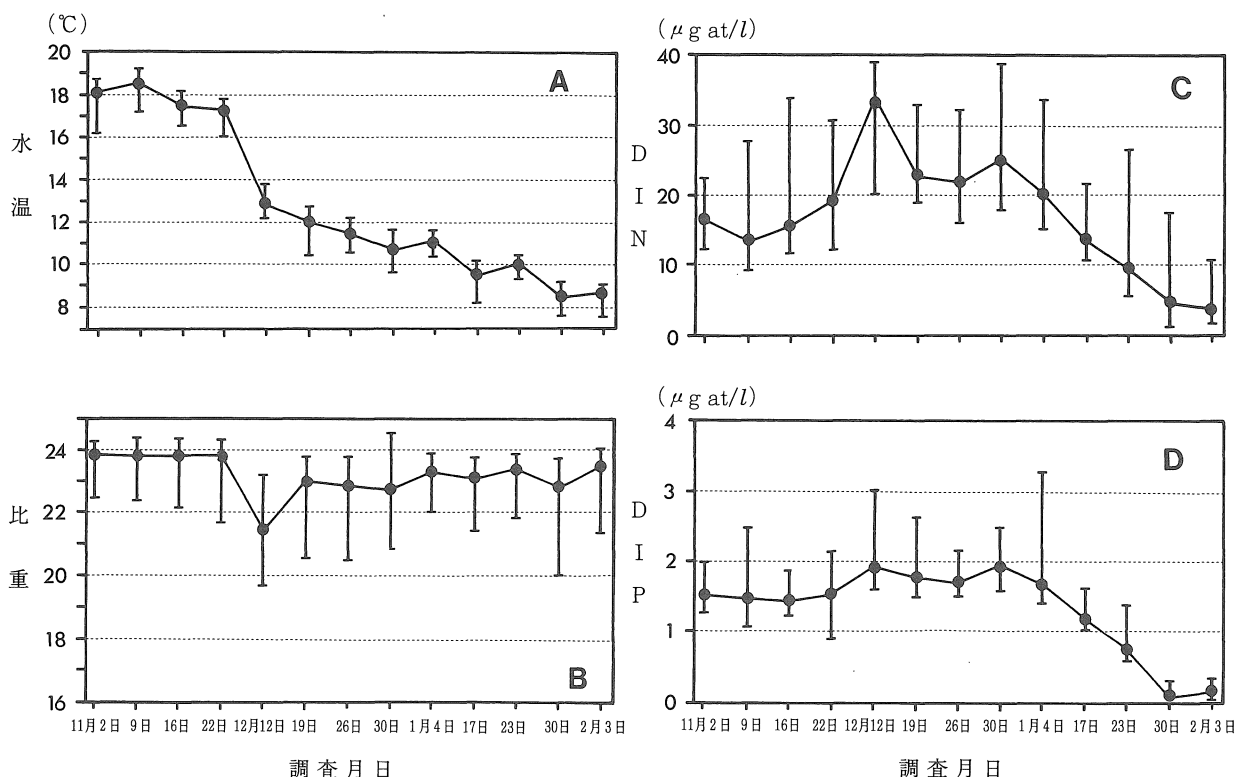 (℃)
20
18
16
14
12
10
8
水
温
A
24
22
20
18
16
比
重
B
11月2日 9日 16日 22日 12月12日 19日 26日 30日 1月4日 17日 23日 30日 2月3日
調査月日
(μg at/l)
40
30
20
10
0
D
I
N
C
(μg at/l)
4
3
2
1
0
D
I
P
D
11月2日 9日 16日 22日 12月12日 19日 26日 30日 1月4日 17日 23日 30日 2月3日
調査月日